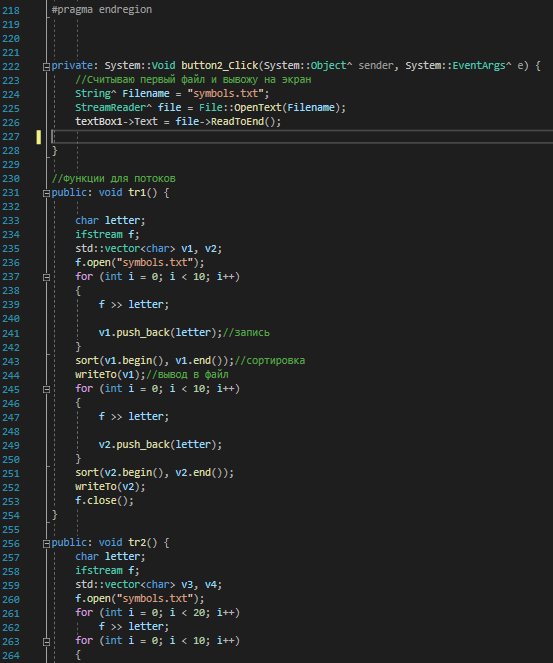 218 #pragma endregion
219
220
221
222 private: System::Void button2_Click(System::Object^ sender, System::EventArgs^ e) {
223 //Считываю первый файл и вывожу на экран
224 String^ Filename = "symbols.txt";
225 StreamReader^ file = File::OpenText(Filename);
226 textBox1->Text = file->ReadToEnd();
227
228 }
229
230 //Функции для потоков
231 public: void tr1() {
232
233 char letter;
234 ifstream f;
235 std::vector<char> v1, v2;
236 f.open("symbols.txt");
237 for (int i = 0; i < 10; i++)
238 {
239 f >> letter;
240
241 v1.push_back(letter);//запись
242 }
243 sort(v1.begin(), v1.end());//сортировка
244 writeTo(v1);//вывод в файл
245 for (int i = 0; i < 10; i++)
246 {
247 f >> letter;
248
249 v2.push_back(letter);
250 }
251 sort(v2.begin(), v2.end());
252 writeTo(v2);
253 f.close();
254 }
255
256 public: void tr2() {
257 char letter;
258 ifstream f;
259 std::vector<char> v3, v4;
260 f.open("symbols.txt");
261 for (int i = 0; i < 20; i++)
262 f >> letter;
263 for (int i = 0; i < 10; i++)
264 {